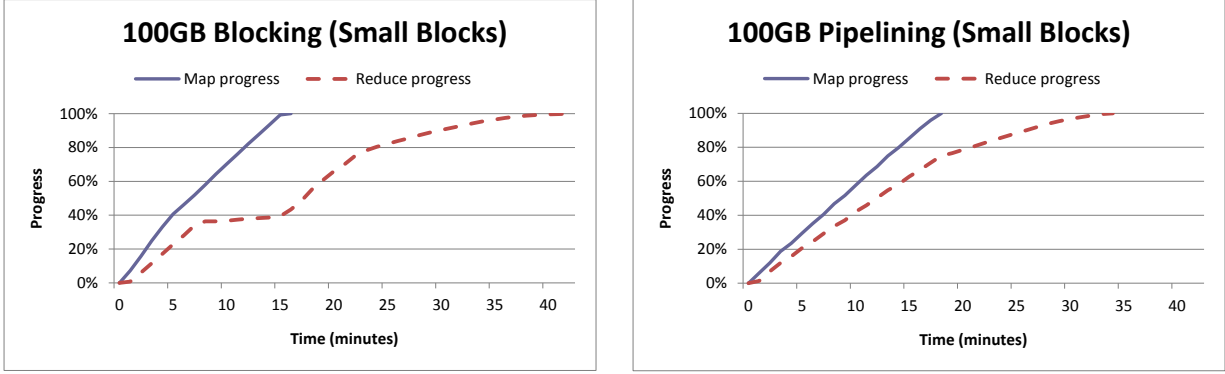 100GB Blocking (Small Blocks)
Map progress Reduce progress
100%
80%
60%
40%
20%
0%
Progress
0 5 10 15 20 25 30 35 40
Time (minutes)
100GB Pipelining (Small Blocks)
Map progress Reduce progress
100%
80%
60%
40%
20%
0%
Progress
0 5 10 15 20 25 30 35 40
Time (minutes)